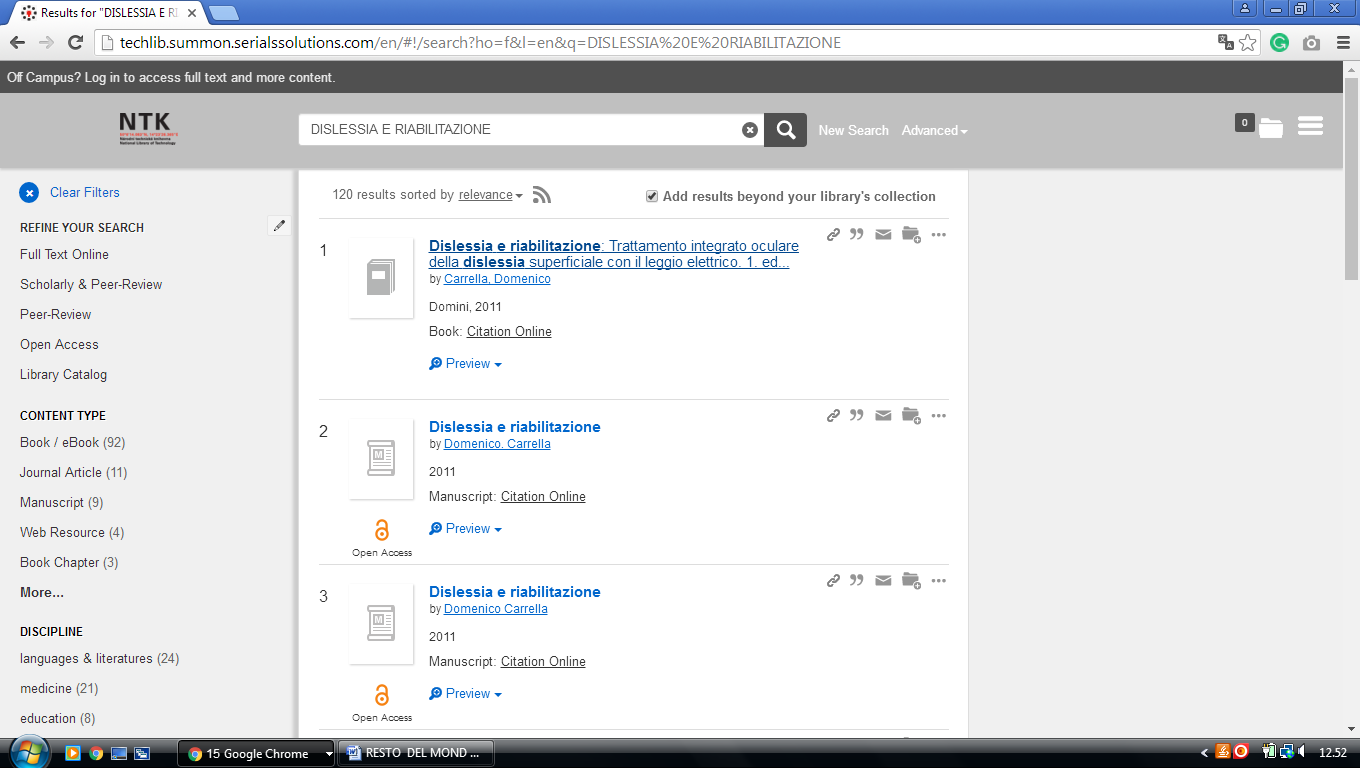 Results for "DISLESSIA E RI
techlib.summon.serialssolutions.com/en/#!/search?ho=f&l=en&q=DISLESSIA%20E%20RIABILITAZIONE
Off Campus? Log in to access full text and more content.
NTK
DISLESSIA E RIABILITAZIONE
New Search
Advanced
0
Clear Filters
REFINE YOUR SEARCH
Full Text Online
Scholarly & Peer-Review
Peer-Review
Open Access
Library Catalog
CONTENT TYPE
Book / eBook (92)
Journal Article (11)
Manuscript (9)
Web Resource (4)
Book Chapter (3)
More...
DISCIPLINE
languages & literatures (24)
medicine (21)
education (8)
120 results sorted by relevance
Add results beyond your library's collection
1
Dislessia e riabilitazione: Trattamento integrato oculare
della dislessia superficiale con il leggio elettrico. 1. ed...
by Carrella, Domenico
Domini, 2011
Book: Citation Online
Preview
2
Dislessia e riabilitazione
by Domenico. Carrella
2011
Manuscript: Citation Online
Preview
Open Access
3
Dislessia e riabilitazione
by Domenico Carrella
2011
Manuscript: Citation Online
Preview
Open Access
15 Google Chrome
RESTO DEL MOND ...
12.52